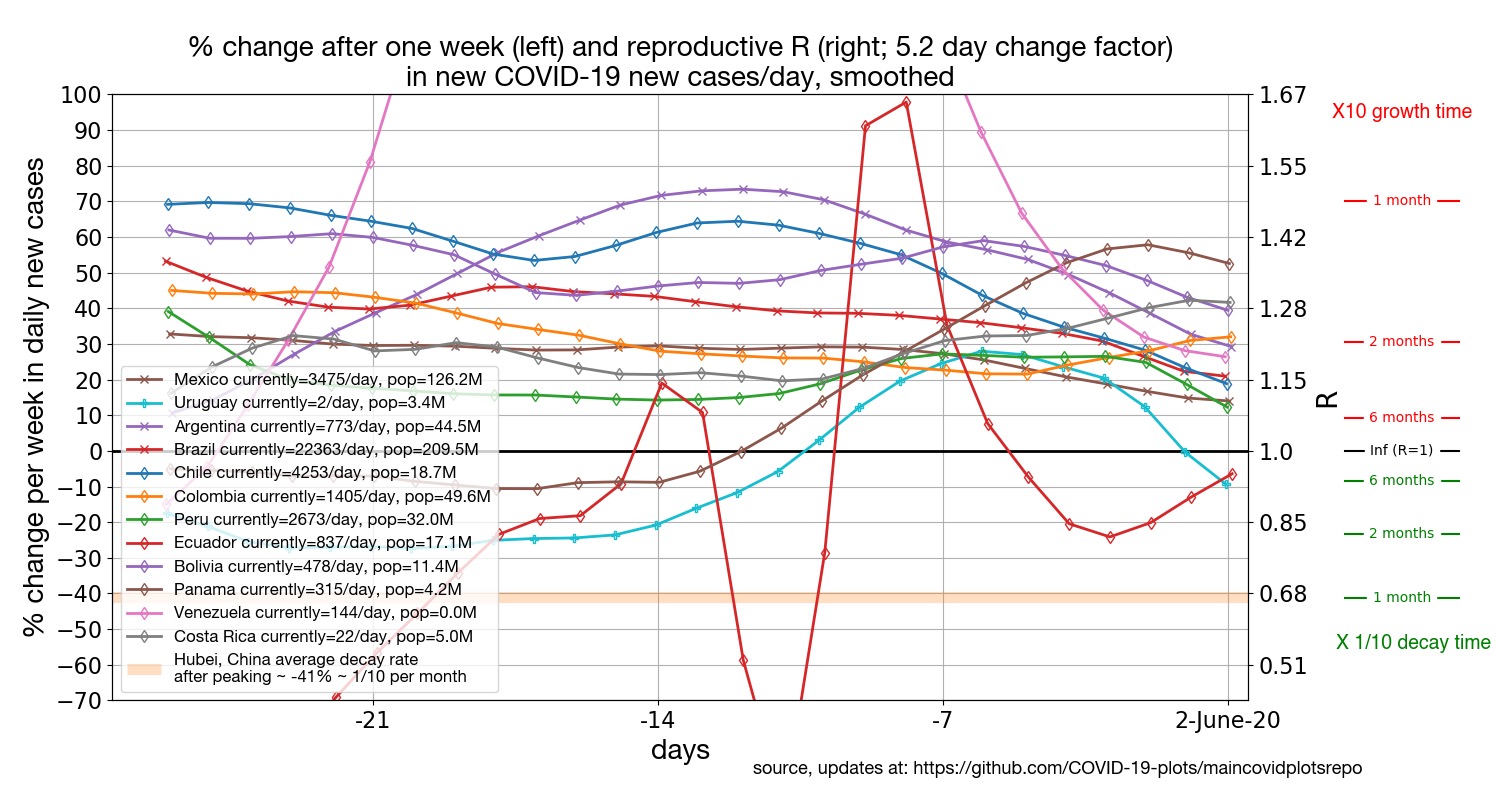 % change after one week (left) and reproductive R (right; 5.2 day change factor)
in new COVID-19 new cases/day, smoothed
% change per week in daily new cases
100
90
80
70
60
50
40
30
20
10
0
−10
−20
−30
−40
−50
−60
−70
Mexico currently=3475/day, pop=126.2M
Uruguay currently=2/day, pop=3.4M
Argentina currently=773/day, pop=44.5M
Brazil currently=22363/day, pop=209.5M
Chile currently=4253/day, pop=18.7M
Colombia currently=1405/day, pop=49.6M
Peru currently=2673/day, pop=32.0M
Ecuador currently=837/day, pop=17.1M
Bolivia currently=478/day, pop=11.4M
Panama currently=315/day, pop=4.2M
Venezuela currently=144/day, pop=0.0M
Costa Rica currently=22/day, pop=5.0M
Hubei, China average decay rate
after peaking ~ -41% ~ 1/10 per month
-21
-14
-7
2-June-20
days
1.67
1.55
1.42
1.28
1.15
1.0
0.85
0.68
0.51
R
X10 growth time
1 month
2 months
6 months
Inf (R=1)
6 months
2 months
1 month
X 1/10 decay time
source, updates at: https://github.com/COVID-19-plots/maincovidplotsrepo